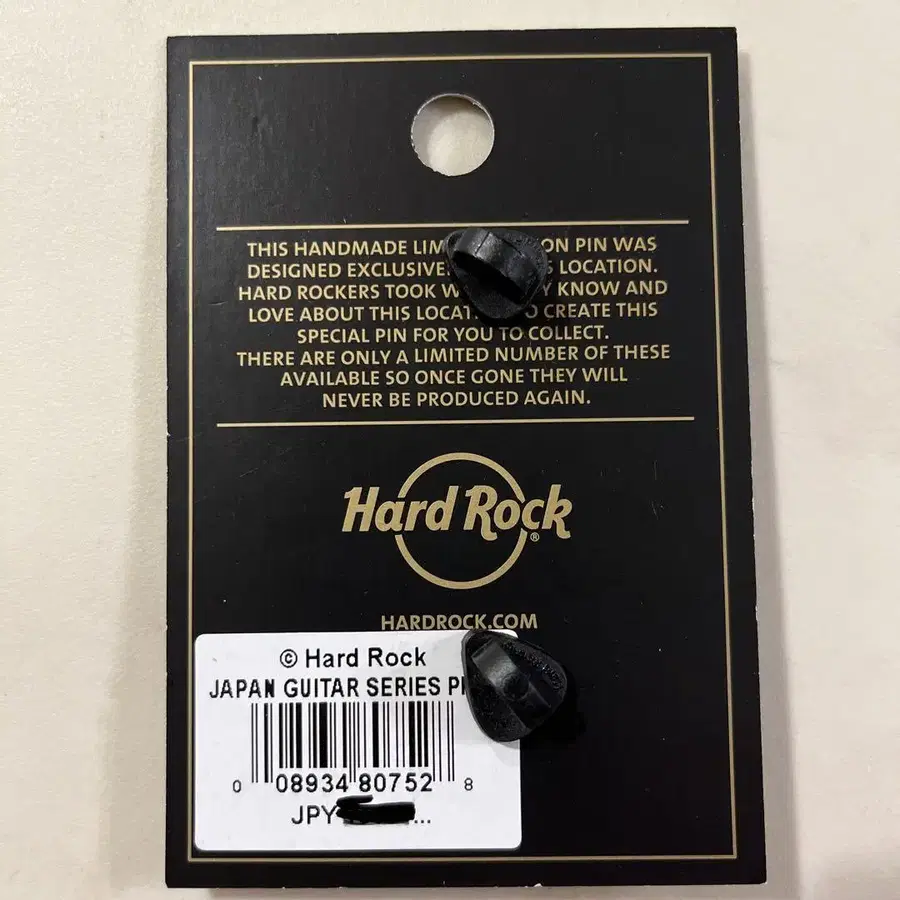 THIS HANDMADE LIM ON PIN WAS
DESIGNED EXCLUSIVE S LOCATION.
HARD ROCKERS TOOK W Y KNOW AND
LOVE ABOUT THIS LOCAT O CREATE THIS
SPECIAL PIN FOR YOU TO COLLECT.
THERE ARE ONLY A LIMITED NUMBER OF THESE
AVAILABLE SO ONCE GONE THEY WILL
NEVER BE PRODUCED AGAIN.
Hard Rock®
HARDROCK.COM
© Hard Rock
JAPAN GUITAR SERIES P
0 08934 80752 8
JPY ...